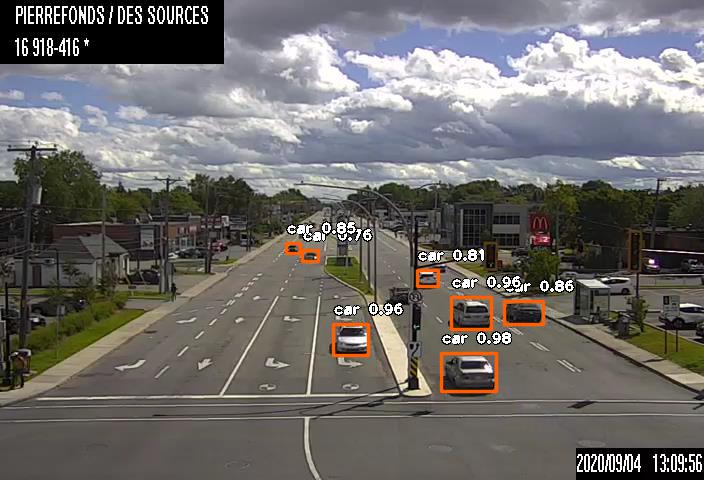 PIERREFONDS / DES SOURCES
16 918-416 *
car 0.85
car 0.76
car 0.81
car 0.96
car 0.86
car 0.96
car 0.98
2020/09/04 13:09:56